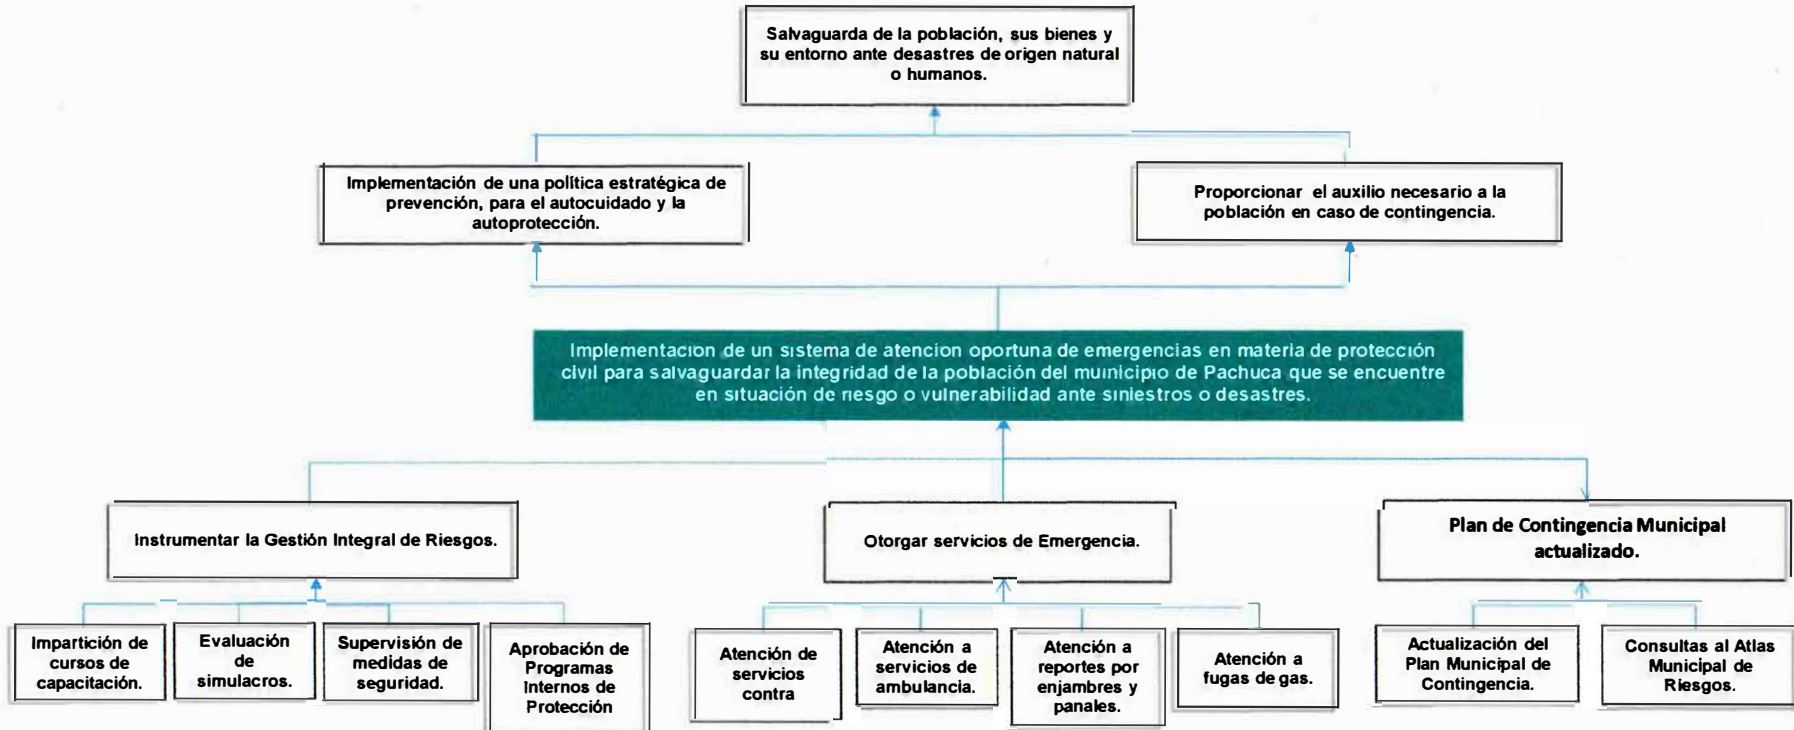 Salvaguarda de la población, sus bienes y
su entorno ante desastres de origen natural
o humanos.
Implementación de una política estratégica de
prevención, para el autocuidado y la
autoprotección.
Proporcionar el auxilio necesario a la
población en caso de contingencia.
Implementacion de un sistema de atencion oportuna de emergencias en materia de protección
civil para salvaguardar la integridad de la población del municipio de Pachuca que se encuentre
en situación de riesgo o vulnerabilidad ante siniestros o desastres.
Instrumentar la Gestión Integral de Riesgos.
Otorgar servicios de Emergencia.
Plan de Contingencia Municipal
actualizado.
Impartición de
cursos de
capacitación.
Evaluación
de
simulacros.
Supervisión de
medidas de
seguridad.
Aprobación de
Programas
Internos de
Protección
Atención de
servicios
contra
Atención a
servicios de
ambulancia.
Atención a
reportes por
enjambres y
panales.
Atención a
fugas de gas.
Actualización del
Plan Municipal de
Contingencia.
Consultas al Atlas
Municipal de
Riesgos.